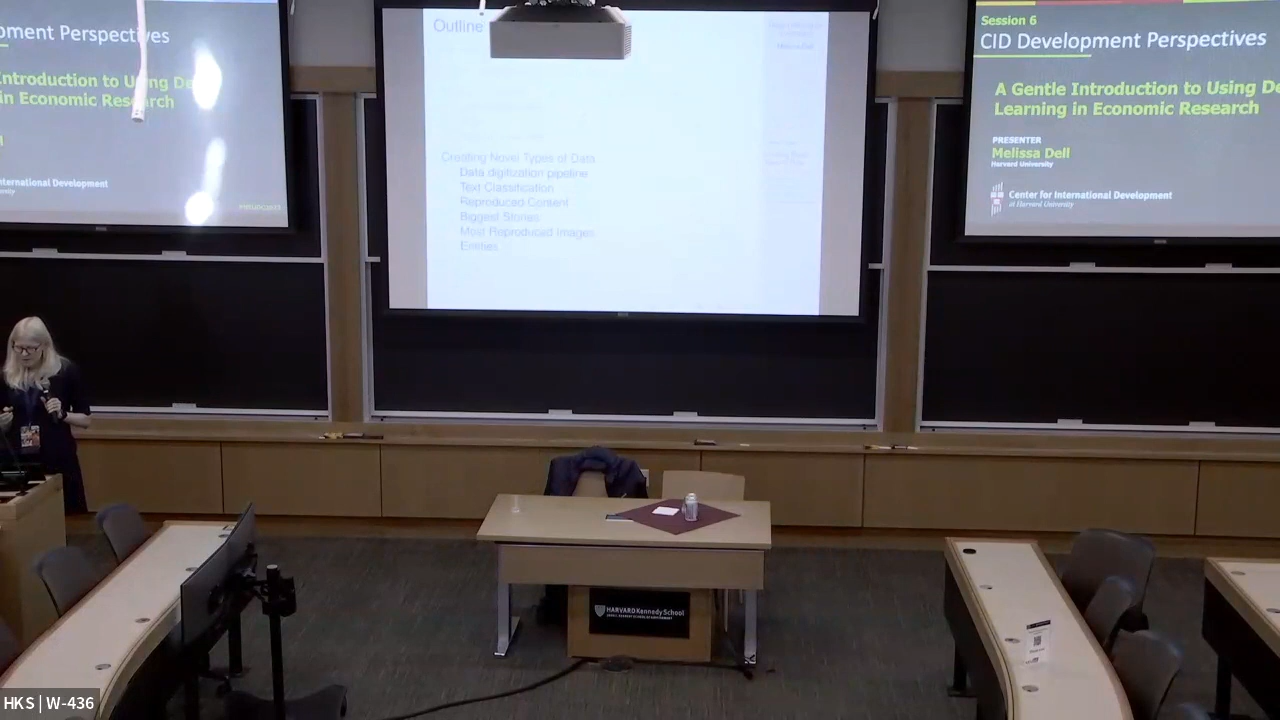 pment Perspectives
Introduction to Using De
in Economic Research
nternational Development
Outline
Creating Novel Types of Data
Data digitization pipeline
Text Classification
Reproduced Content
Biggest Stories
Most Reproduced Images
Entities
Session 6
CID Development Perspectives
A Gentle Introduction to Using De
Learning in Economic Research
PRESENTER
Melissa Dell
Harvard University
Center for International Development
at Harvard University
HARVARD Kennedy School
HKS | W-436